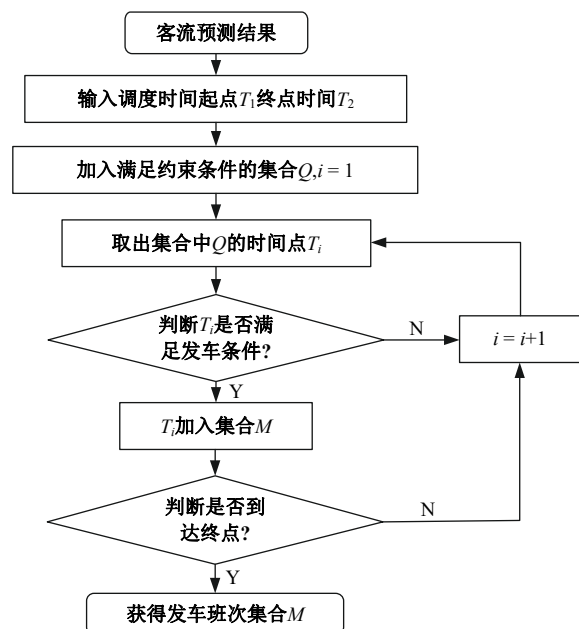 客流预测结果
输入调度时间起点T₁终点时间T₂
加入满足约束条件的集合Q,i = 1
取出集合中Q的时间点Tᵢ
判断Tᵢ是否满
足发车条件?
N
i = i+1
Y
Tᵢ加入集合M
判断是否到
达终点?
N
Y
获得发车班次集合M